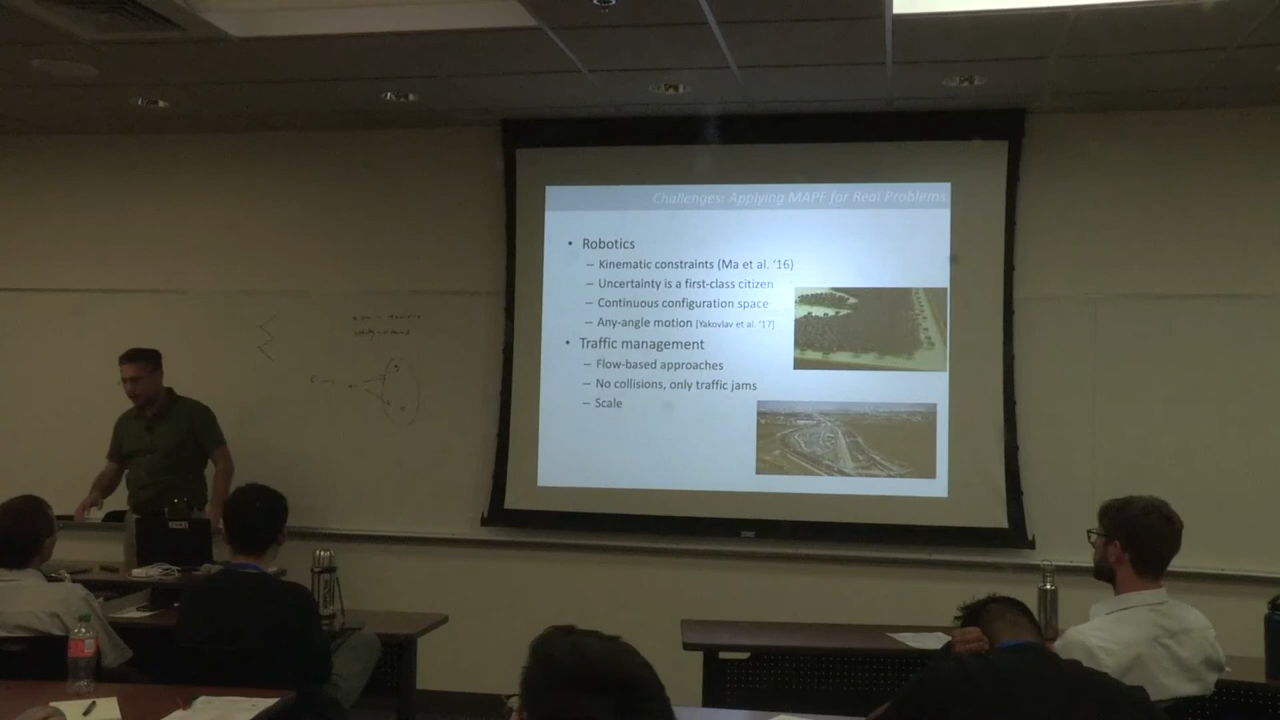 Challenges: Applying MAPF for Real Problems
• Robotics
– Kinematic constraints (Ma et al. ‘16)
– Uncertainty is a first-class citizen
– Continuous configuration space
– Any-angle motion [Yakovlav et al. ‘17]
• Traffic management
– Flow-based approaches
– No collisions, only traffic jams
– Scale